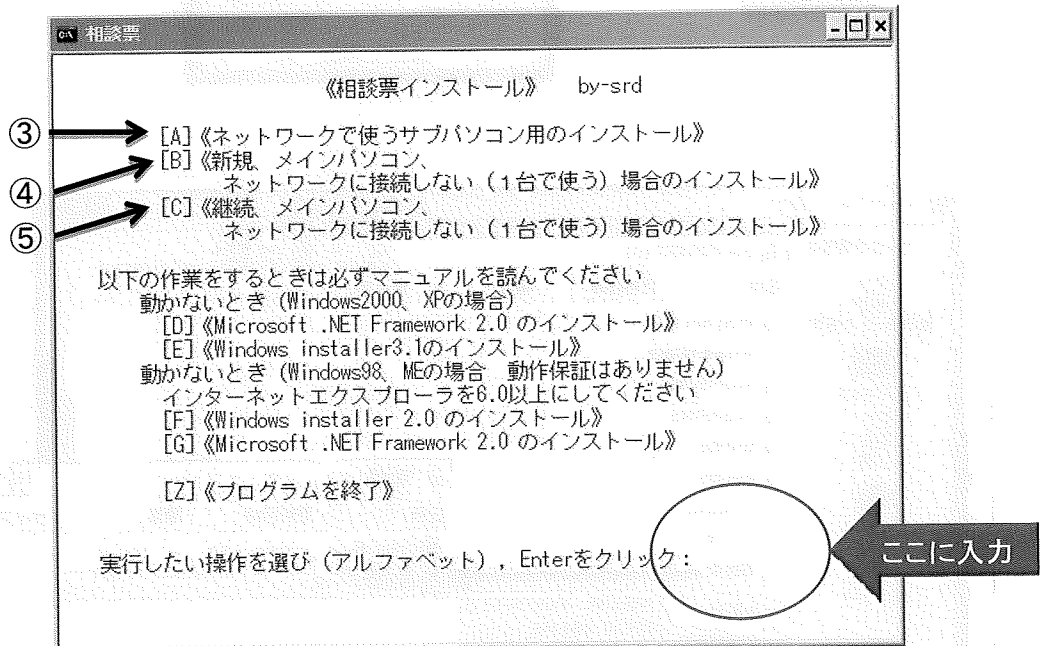 相談票
《相談票インストール》 by-srd
③ [A]《ネットワークで使うサブパソコン用のインストール》
④ [B]《新規、メインパソコン、
ネットワークに接続しない（1台で使う）場合のインストール》
⑤ [C]《継続、メインパソコン、
ネットワークに接続しない（1台で使う）場合のインストール》
以下の作業をするときは必ずマニュアルを読んでください
動かないとき（Windows2000、XPの場合）
[D]《Microsoft .NET Framework 2.0 のインストール》
[E]《Windows installer3.1のインストール》
動かないとき（Windows98、MEの場合 動作保証はありません）
インターネットエクスプローラを6.0以上にしてください
[F]《Windows installer 2.0 のインストール》
[G]《Microsoft .NET Framework 2.0 のインストール》
[Z]《プログラムを終了》
実行したい操作を選び（アルファベット）, Enterをクリック：
ここに入力